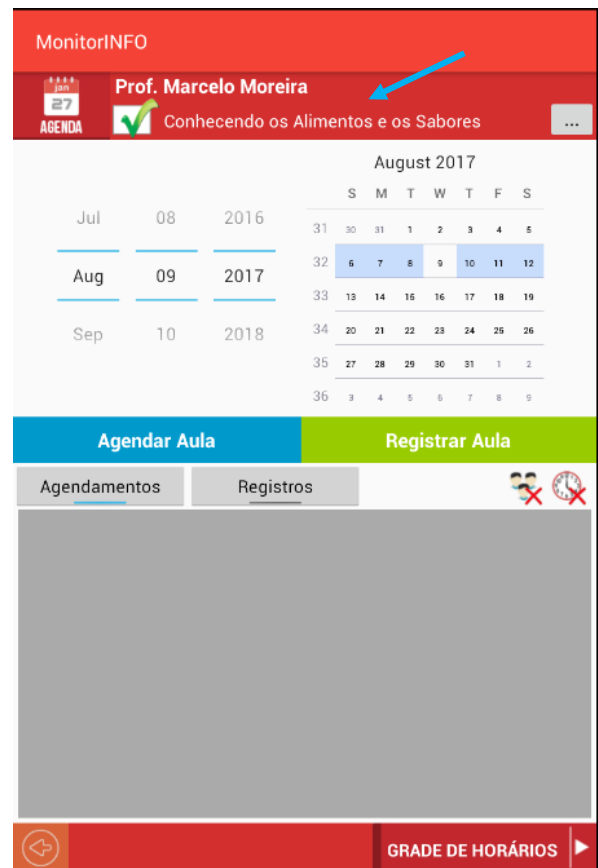 MonitorINFO
jan
27
AGENDA
Prof. Marcelo Moreira
Conhecendo os Alimentos e os Sabores
...
Jul 08 2016
Aug 09 2017
Sep 10 2018
August 2017
S M T W T F S
31 30 31 1 2 3 4 5
32 6 7 8 9 10 11 12
33 13 14 15 16 17 18 19
34 20 21 22 23 24 25 26
35 27 28 29 30 31 1 2
36 3 4 5 6 7 8 9
Agendar Aula
Registrar Aula
Agendamentos
Registros
GRADE DE HORÁRIOS